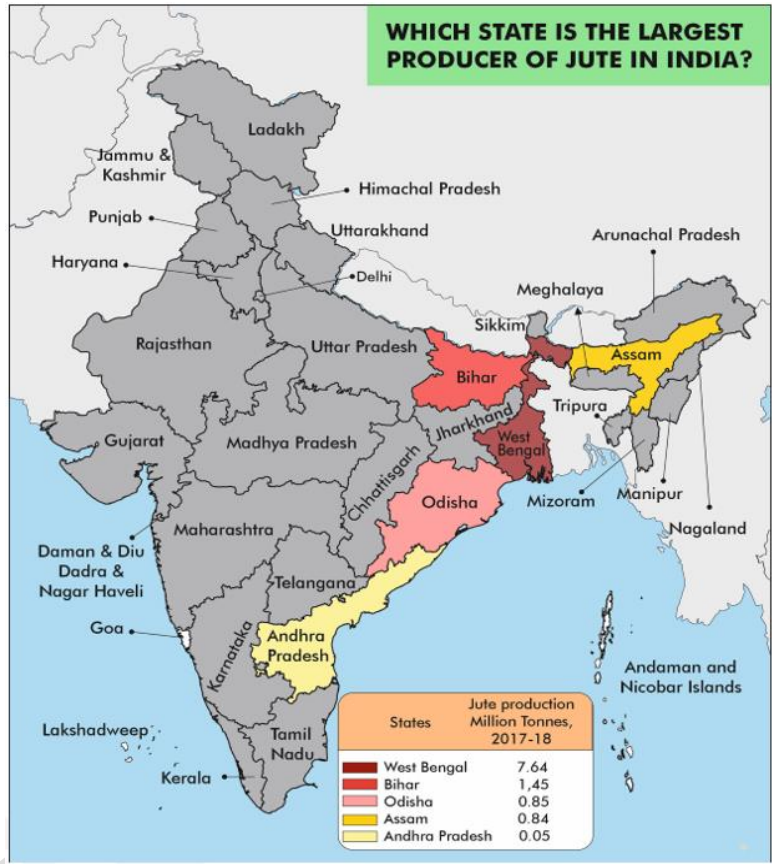 WHICH STATE IS THE LARGEST
PRODUCER OF JUTE IN INDIA?
Ladakh
Jammu &
Kashmir
Himachal Pradesh
Punjab
Uttarakhand
Arunachal Pradesh
Haryana
Delhi
Meghalaya
Sikkim
Rajasthan
Uttar Pradesh
Assam
Bihar
Tripura
Jharkhand
Gujarat
Madhya Pradesh
West
Bengal
Chhattisgarh
Odisha
Mizoram
Manipur
Nagaland
Maharashtra
Daman & Diu
Dadra &
Nagar Haveli
Telangana
Goa
Karnataka
Andhra
Pradesh
Andaman and
Nicobar Islands
Lakshadweep
Tamil
Nadu
Kerala
States
Jute production
Million Tonnes,
2017-18
West Bengal 7.64
Bihar 1,45
Odisha 0.85
Assam 0.84
Andhra Pradesh 0.05